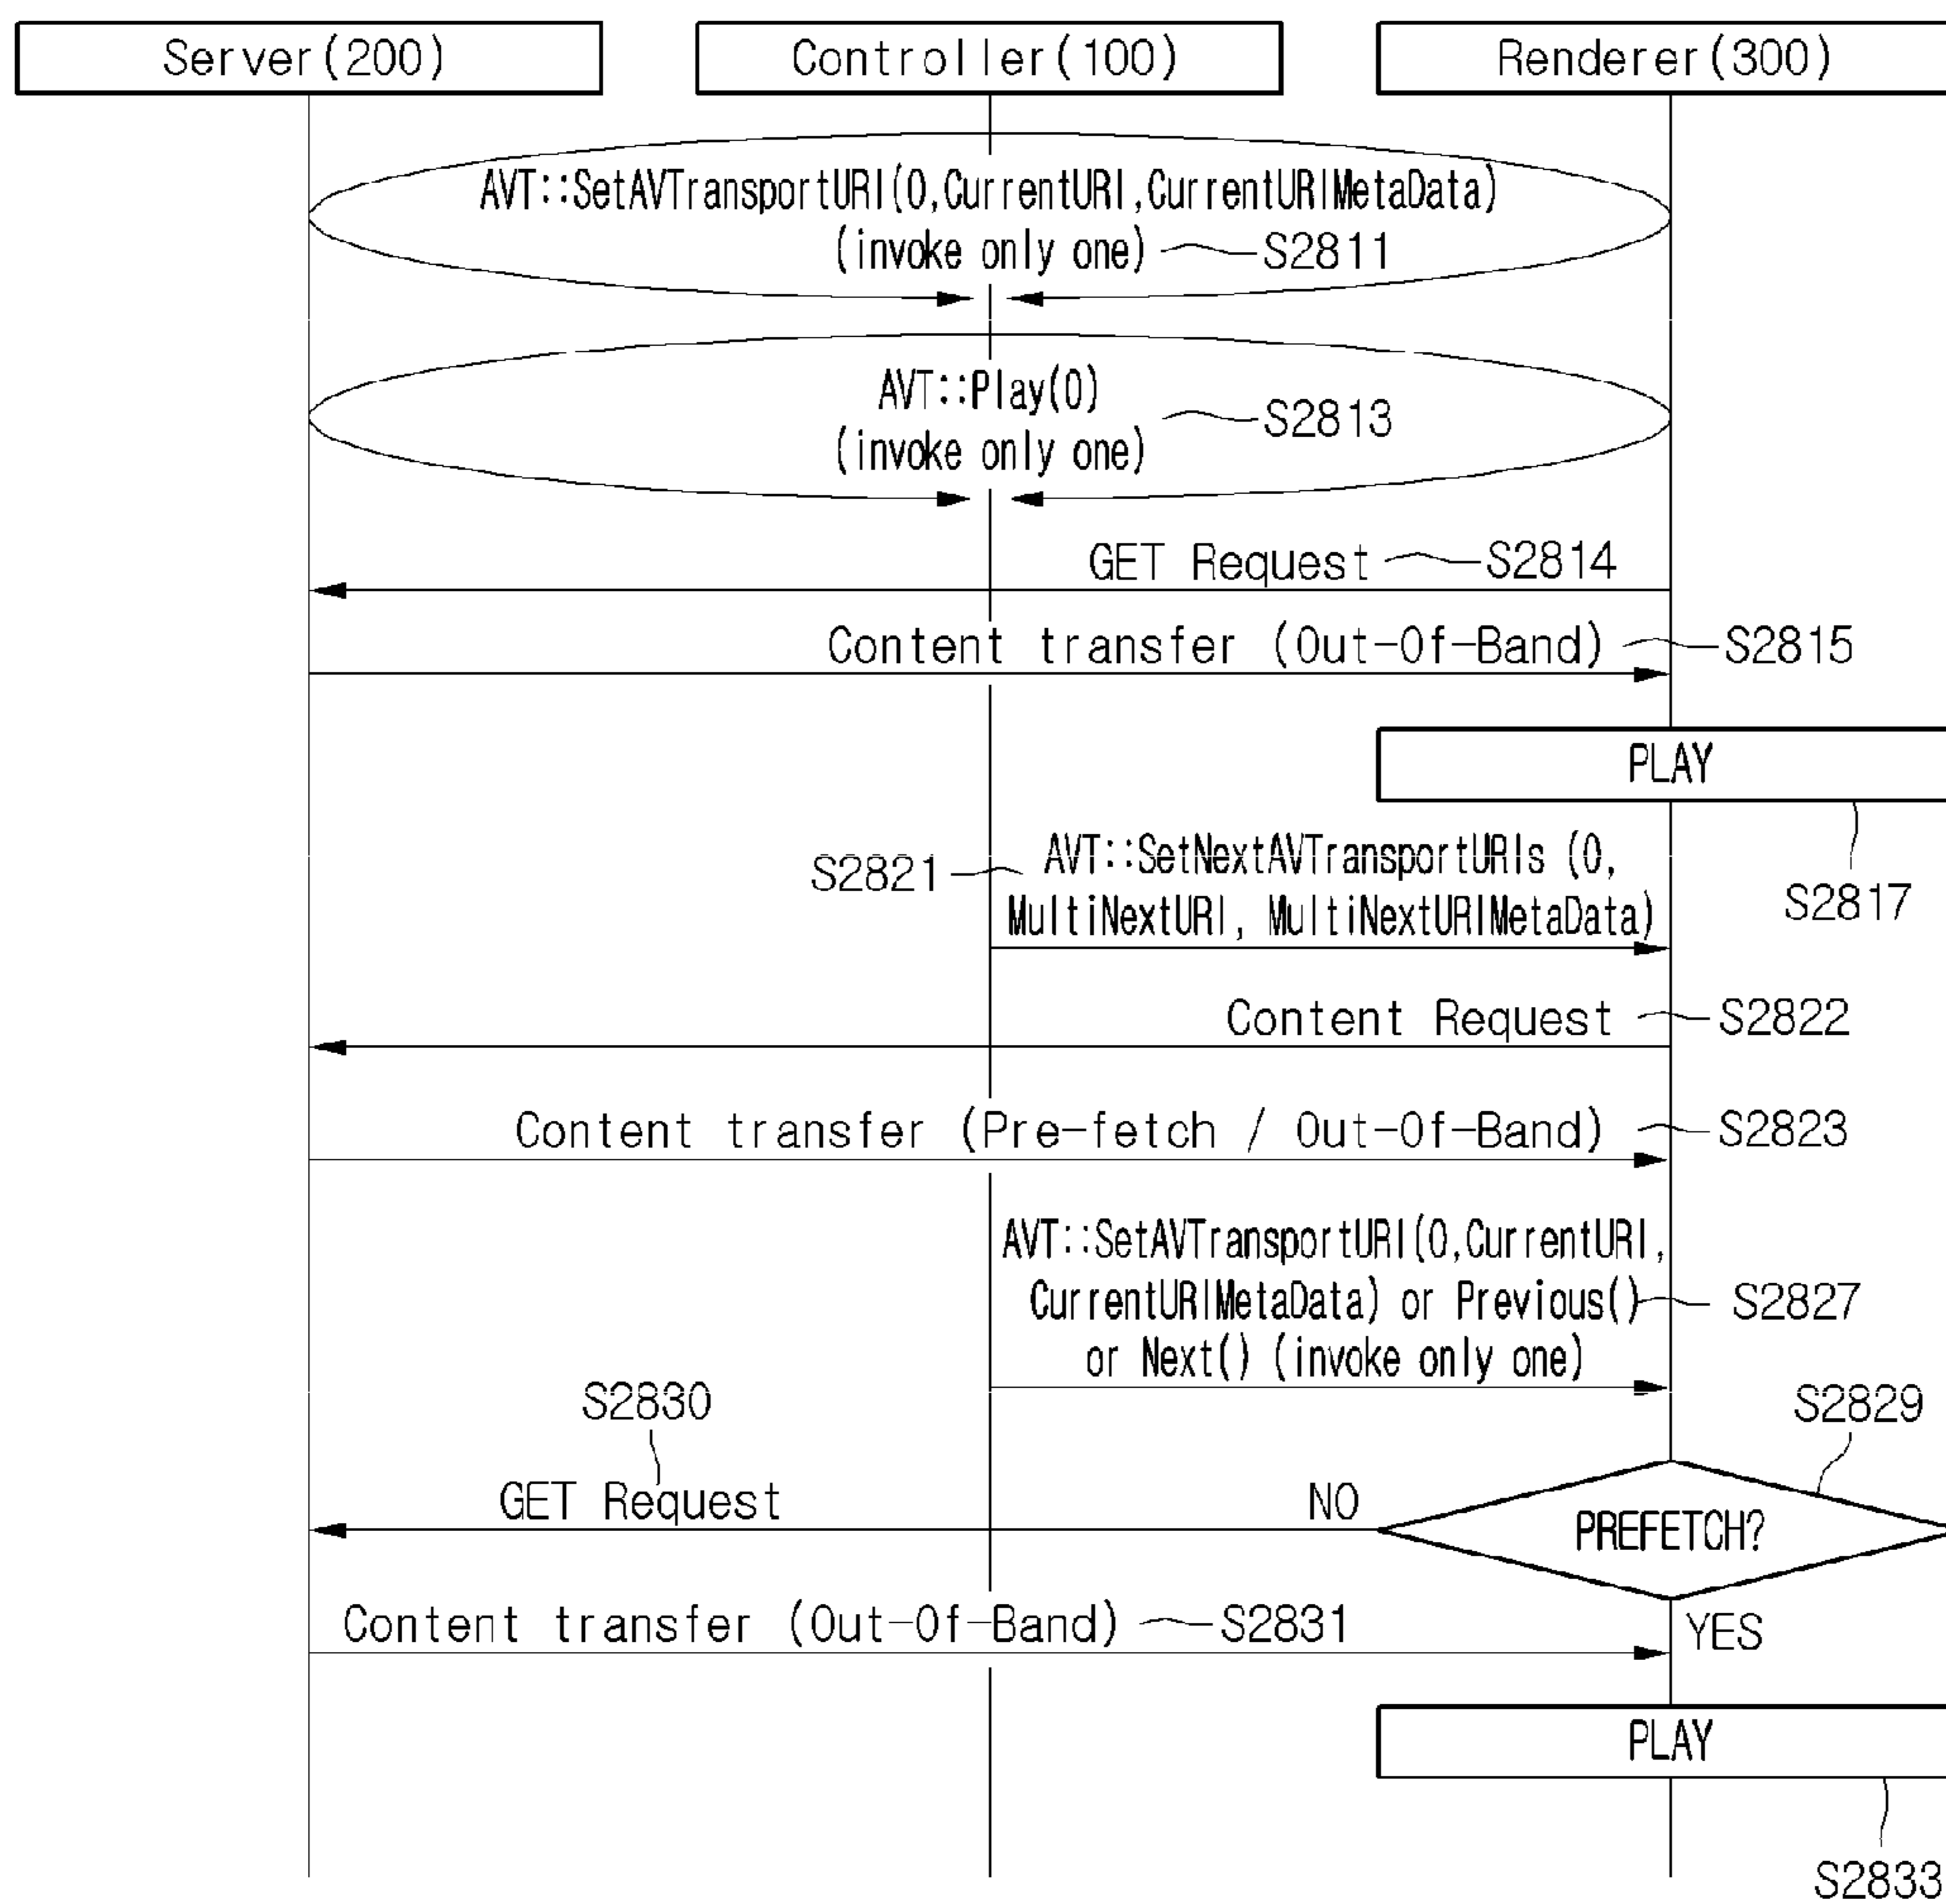 Server(200)
Controller(100)
Renderer(300)
AVT::SetAVTransportURI(0,CurrentURI,CurrentURIMetaData)
(invoke only one) S2811
AVT::Play(0)
S2813
(invoke only one)
GET Request S2814
Content transfer (Out-Of-Band) S2815
PLAY
S2817
S2821
AVT::SetNextAVTransportURIs (0,
MultiNextURI, MultiNextURIMetaData)
Content Request S2822
Content transfer (Pre-fetch / Out-Of-Band) S2823
AVT::SetAVTransportURI(0,CurrentURI,
CurrentURIMetaData) or Previous() S2827
or Next() (invoke only one)
S2830
S2829
GET Request
NO
PREFETCH?
Content transfer (Out-Of-Band) S2831
YES
PLAY
S2833